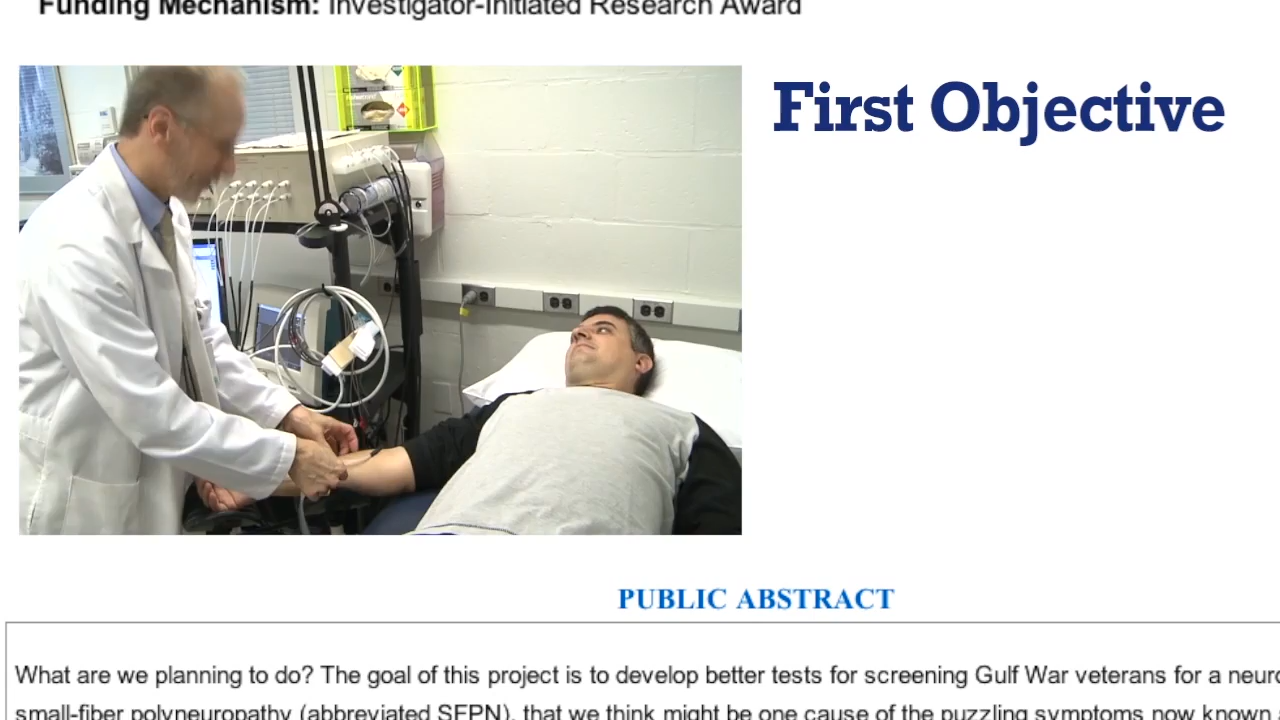 Funding Mechanism: Investigator-Initiated Research Award
First Objective
PUBLIC ABSTRACT
What are we planning to do? The goal of this project is to develop better tests for screening Gulf War veterans for a neuro
small-fiber polyneuropathy (abbreviated SFPN), that we think might be one cause of the puzzling symptoms now known